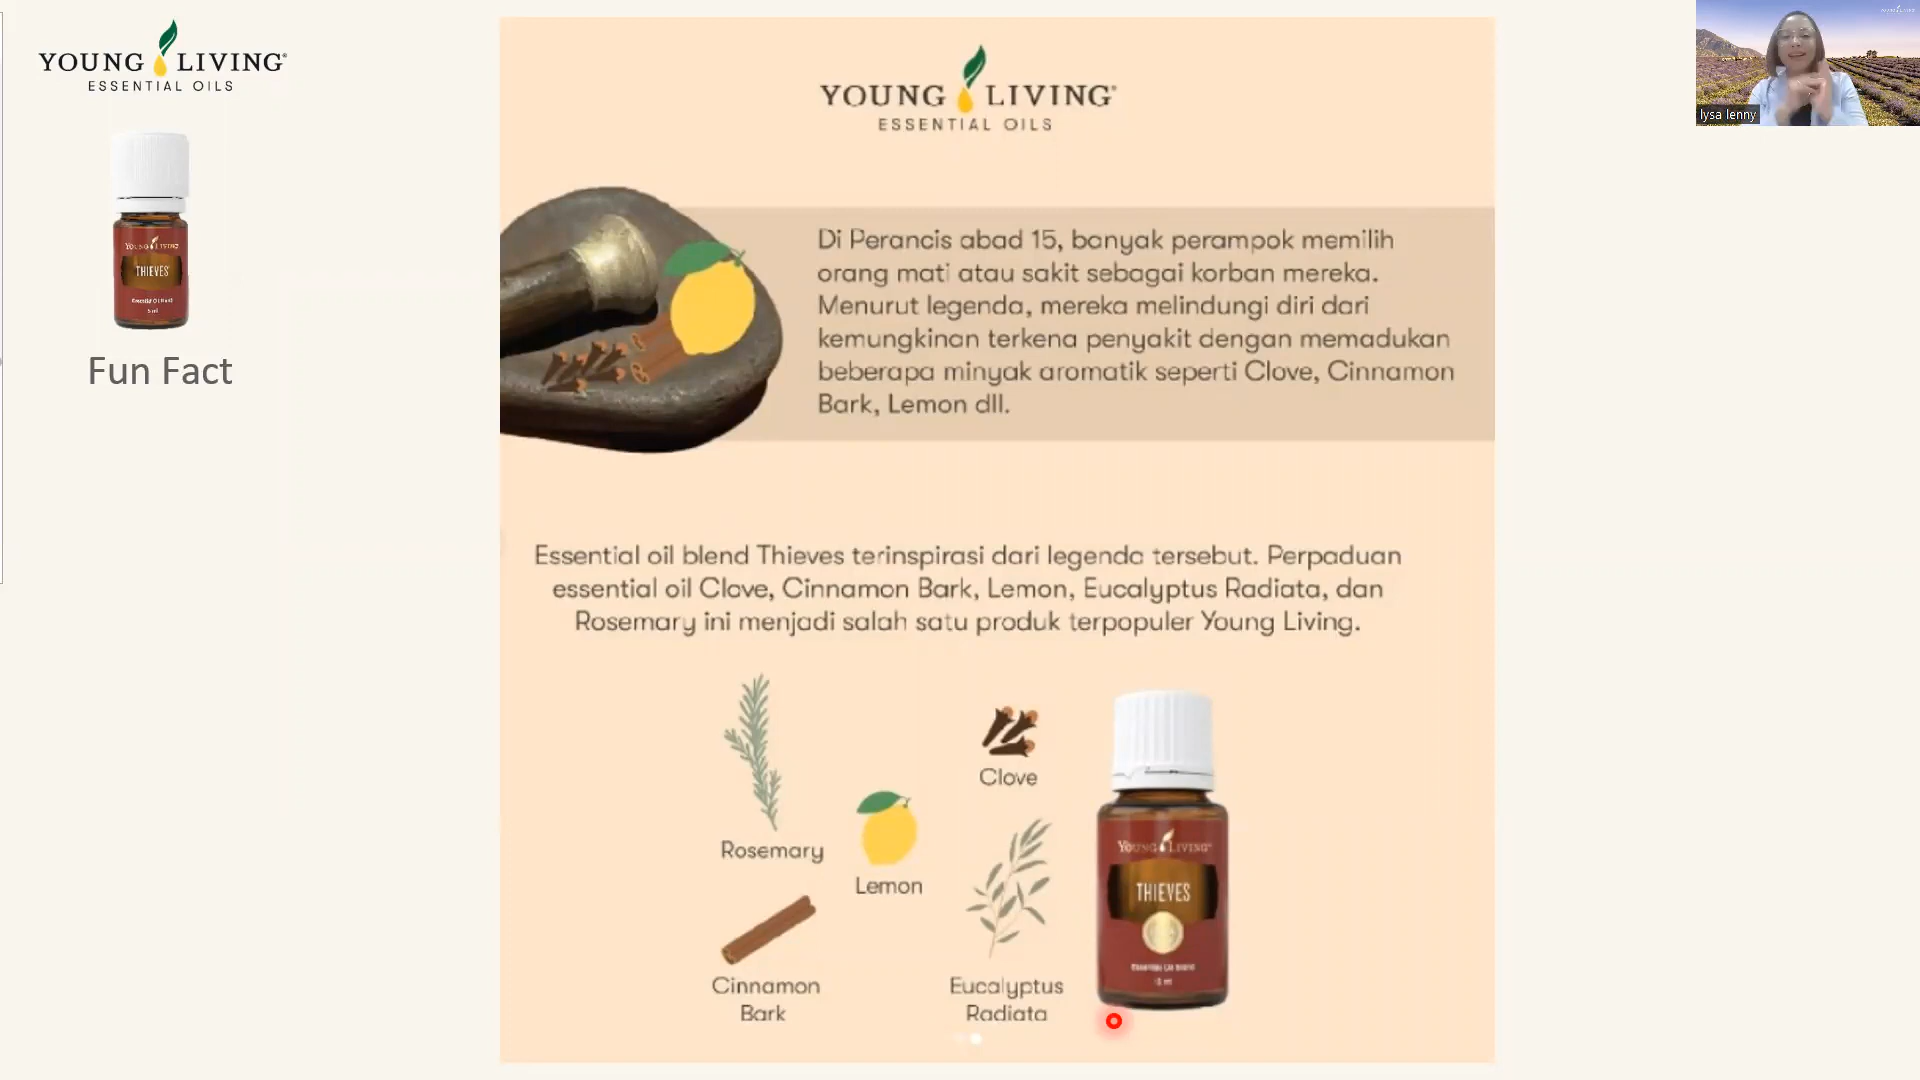 YOUNG LIVING
ESSENTIAL OILS
YOUNG LIVING
THIEVES
5 ml
Fun Fact
YOUNG LIVING
ESSENTIAL OILS
Di Perancis abad 15, banyak perampok memilih
orang mati atau sakit sebagai korban mereka.
Menurut legenda, mereka melindungi diri dari
kemungkinan terkena penyakit dengan memadukan
beberapa minyak aromatik seperti Clove, Cinnamon
Bark, Lemon dll.
Essential oil blend Thieves terinspirasi dari legenda tersebut. Perpaduan
essential oil Clove, Cinnamon Bark, Lemon, Eucalyptus Radiata, dan
Rosemary ini menjadi salah satu produk terpopuler Young Living.
Rosemary
Lemon
Clove
Cinnamon
Bark
Eucalyptus
Radiata
YOUNG LIVING
THIEVES
lysa lenny